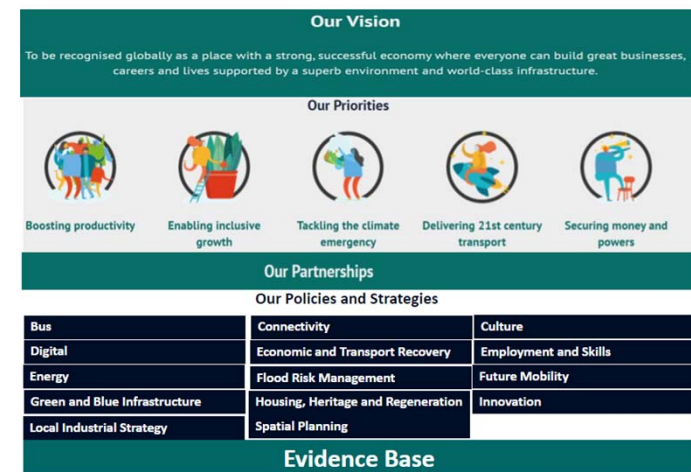 Our Vision
To be recognised globally as a place with a strong, successful economy where everyone can build great businesses,
careers and lives supported by a superb environment and world-class infrastructure.
Our Priorities
Boosting productivity
Enabling inclusive
growth
Tackling the climate
emergency
Delivering 21st century
transport
Securing money and
powers
Our Partnerships
Our Policies and Strategies
Bus
Connectivity
Culture
Digital
Economic and Transport Recovery
Employment and Skills
Energy
Flood Risk Management
Future Mobility
Green and Blue Infrastructure
Housing, Heritage and Regeneration
Innovation
Local Industrial Strategy
Spatial Planning
Evidence Base